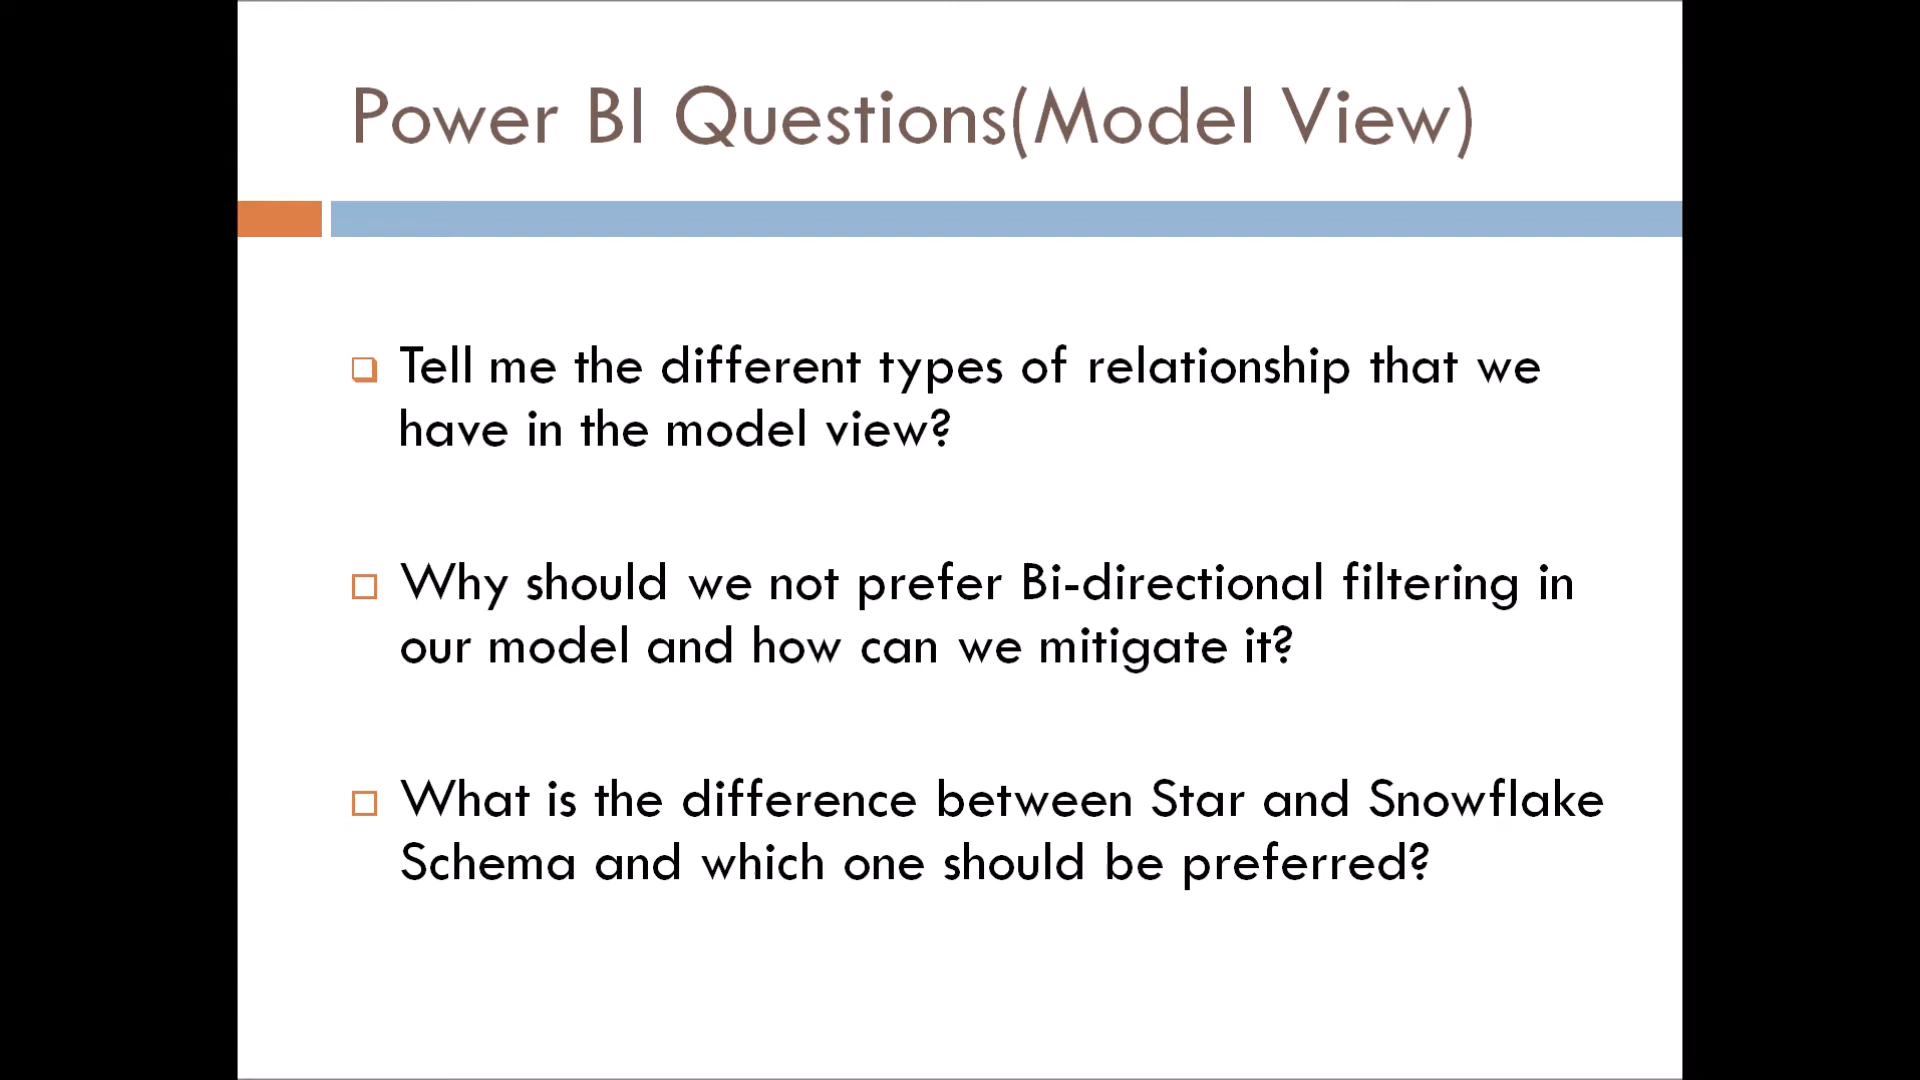 Power BI Questions(Model View)
Tell me the different types of relationship that we
have in the model view?
Why should we not prefer Bi-directional filtering in
our model and how can we mitigate it?
What is the difference between Star and Snowflake
Schema and which one should be preferred?